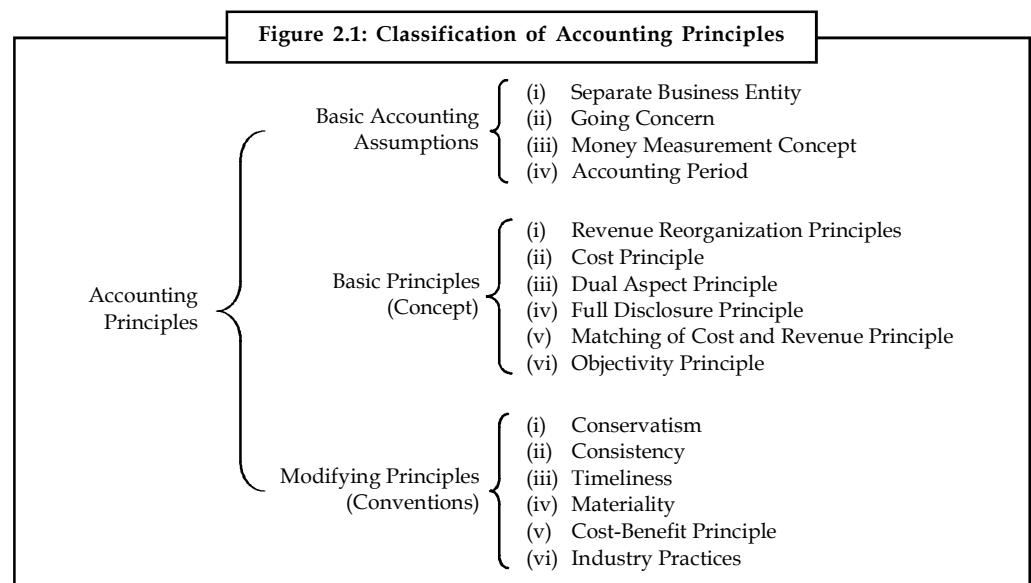 Figure 2.1: Classification of Accounting Principles
Basic Accounting
Assumptions
(i) Separate Business Entity
(ii) Going Concern
(iii) Money Measurement Concept
(iv) Accounting Period
Accounting
Principles
Basic Principles
(Concept)
(i) Revenue Reorganization Principles
(ii) Cost Principle
(iii) Dual Aspect Principle
(iv) Full Disclosure Principle
(v) Matching of Cost and Revenue Principle
(vi) Objectivity Principle
Modifying Principles
(Conventions)
(i) Conservatism
(ii) Consistency
(iii) Timeliness
(iv) Materiality
(v) Cost-Benefit Principle
(vi) Industry Practices